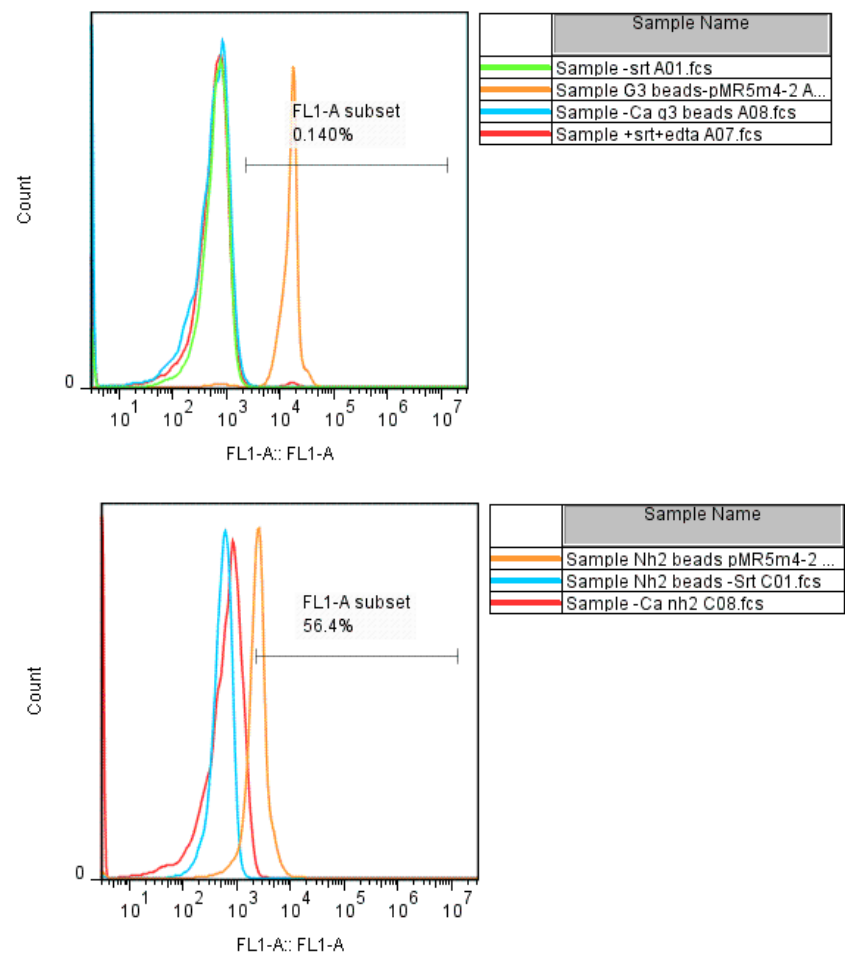 Sample Name
Sample -srt A01.fcs
Sample G3 beads-pMR5m4-2 A...
Sample -Ca g3 beads A08.fcs
Sample +srt+edta A07.fcs
FL1-A subset
0.140%
Count
0
10^1 10^2 10^3 10^4 10^5 10^6 10^7
FL1-A:: FL1-A
Sample Name
Sample Nh2 beads pMR5m4-2 ...
Sample Nh2 beads -Srt C01.fcs
Sample -Ca nh2 C08.fcs
FL1-A subset
56.4%
Count
0
10^1 10^2 10^3 10^4 10^5 10^6 10^7
FL1-A:: FL1-A